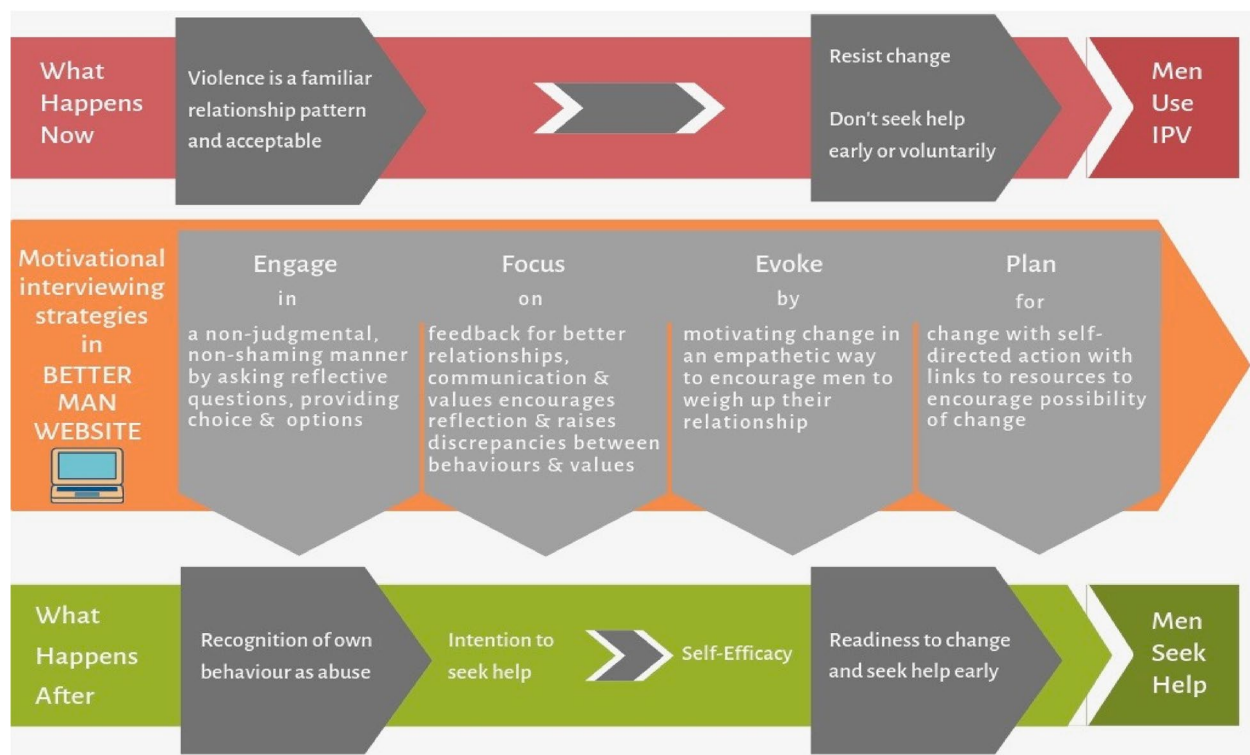 What
Happens
Now
Violence is a familiar
relationship pattern
and acceptable
Resist change
Don't seek help
early or voluntarily
Men
Use
IPV
Motivational
interviewing
strategies
in
BETTER
MAN
WEBSITE
Engage
in
a non-judgmental,
non-shaming manner
by asking reflective
questions, providing
choice & options
Focus
on
feedback for better
relationships,
communication &
values encourages
reflection & raises
discrepancies between
behaviours & values
Evoke
by
motivating change in
an empathetic way
to encourage men to
weigh up their
relationship
Plan
for
change with self-
directed action with
links to resources to
encourage possibility
of change
What
Happens
After
Recognition of own
behaviour as abuse
Intention to
seek help
Self-Efficacy
Readiness to change
and seek help early
Men
Seek
Help